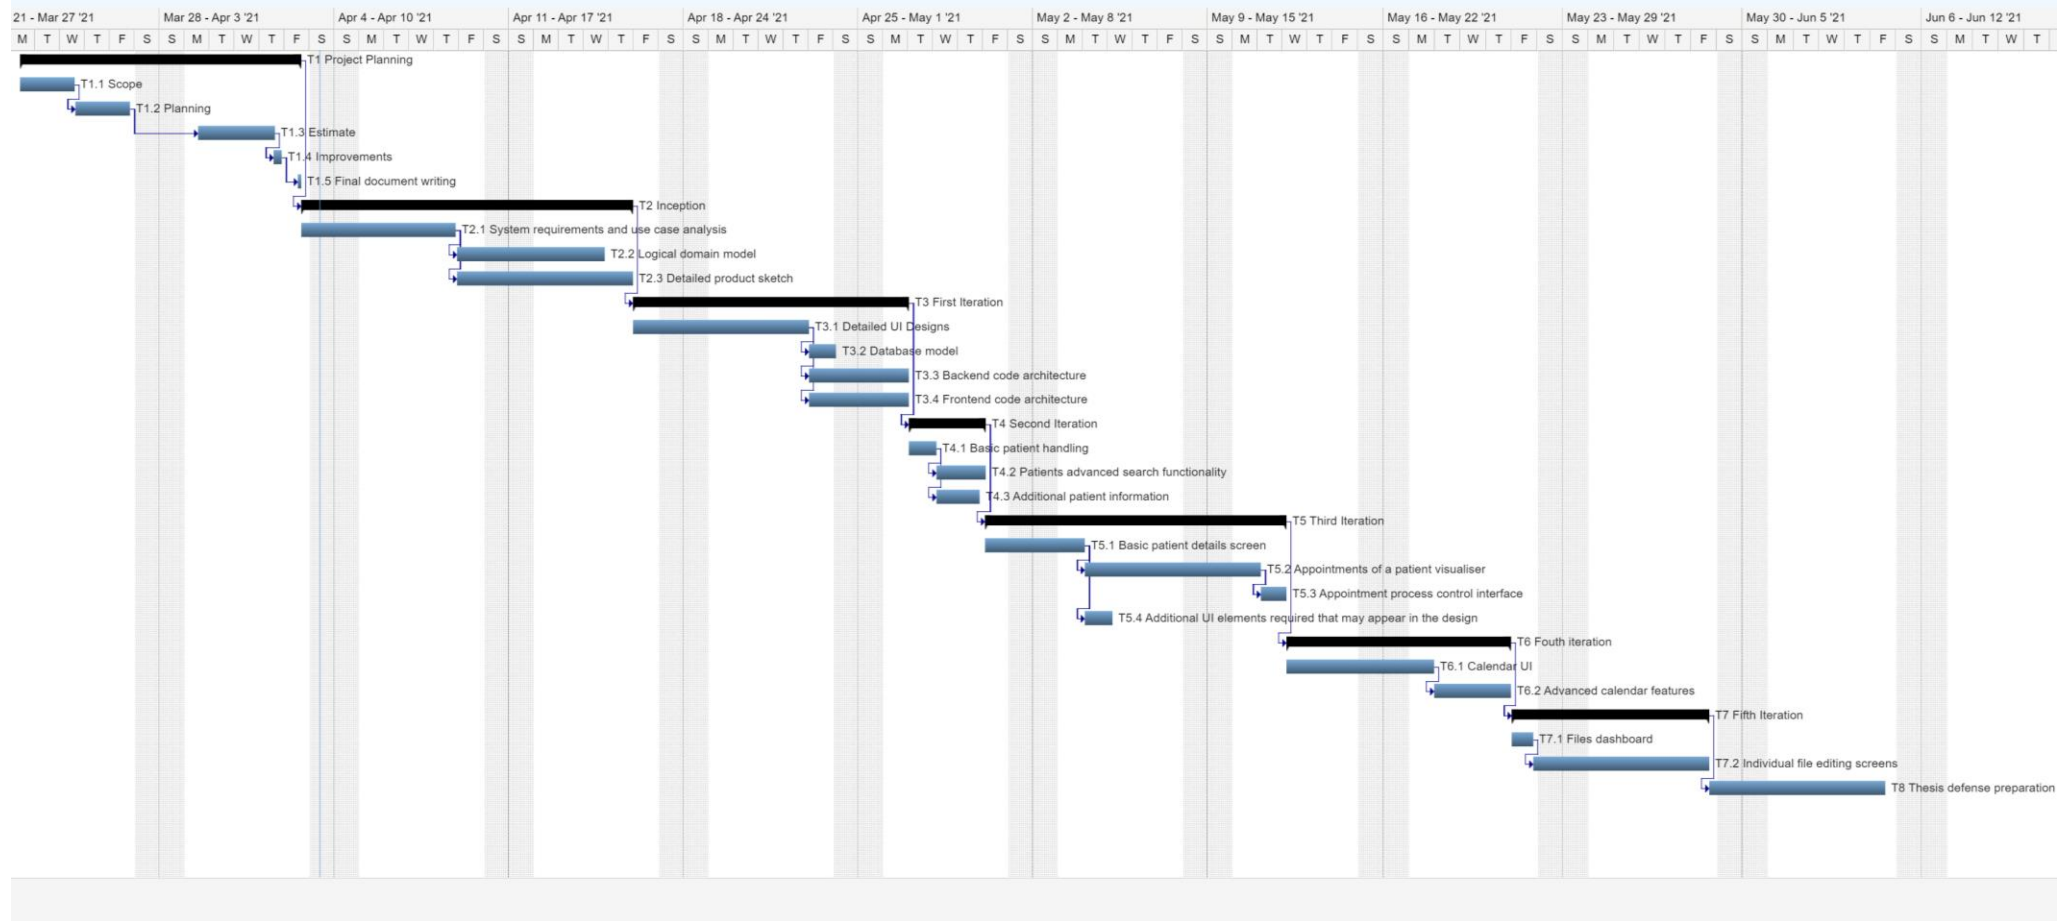 21 - Mar 27 '21 Mar 28 - Apr 3 '21 Apr 4 - Apr 10 '21 Apr 11 - Apr 17 '21 Apr 18 - Apr 24 '21 Apr 25 - May 1 '21 May 2 - May 8 '21 May 9 - May 15 '21 May 16 - May 22 '21 May 23 - May 29 '21 May 30 - Jun 5 '21 Jun 6 - Jun 12 '21
M T W T F S S M T W T F S S M T W T F S S M T W T F S S M T W T F S S M T W T F S S M T W T F S S M T W T F S S M T W T F S S M T W T F S S M T W T F S S M T W T
T1 Project Planning
T1.1 Scope
T1.2 Planning
T1.3 Estimate
T1.4 Improvements
T1.5 Final document writing
T2 Inception
T2.1 System requirements and use case analysis
T2.2 Logical domain model
T2.3 Detailed product sketch
T3 First Iteration
T3.1 Detailed UI Designs
T3.2 Database model
T3.3 Backend code architecture
T3.4 Frontend code architecture
T4 Second Iteration
T4.1 Basic patient handling
T4.2 Patients advanced search functionality
T4.3 Additional patient information
T5 Third Iteration
T5.1 Basic patient details screen
T5.2 Appointments of a patient visualiser
T5.3 Appointment process control interface
T5.4 Additional UI elements required that may appear in the design
T6 Fouth iteration
T6.1 Calendar UI
T6.2 Advanced calendar features
T7 Fifth Iteration
T7.1 Files dashboard
T7.2 Individual file editing screens
T8 Thesis defense preparation